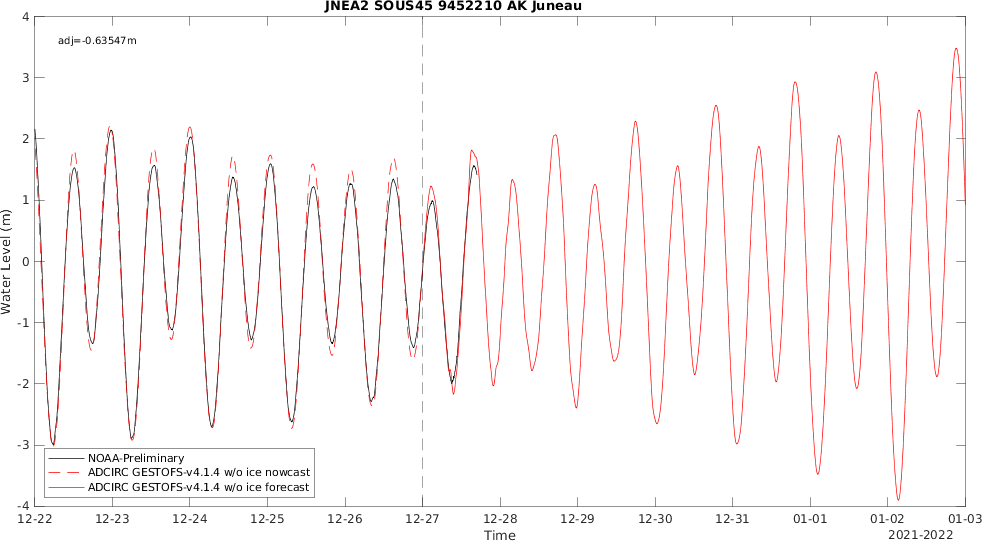 JNEA2 SOUS45 9452210 AK Juneau
adj=-0.63547m
4
3
2
1
0
-1
-2
-3
-4
Water Level (m)
NOAA-Preliminary
ADCIRC GESTOFS-v4.1.4 w/o ice nowcast
ADCIRC GESTOFS-v4.1.4 w/o ice forecast
12-22 12-23 12-24 12-25 12-26 12-27 12-28 12-29 12-30 12-31 01-01 01-02 01-03
Time
2021-2022